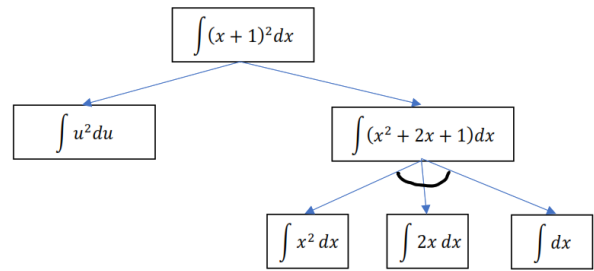 ∫(x + 1)²dx
∫u²du
∫(x² + 2x + 1)dx
∫x² dx
∫2x dx
∫dx